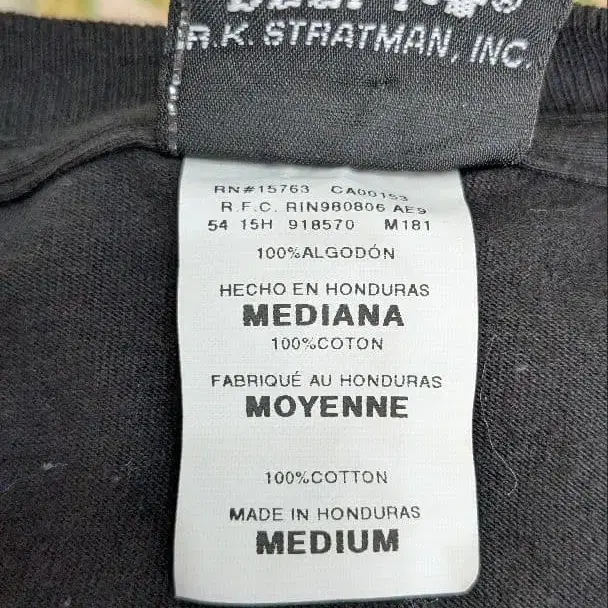 R.K. STRATMAN, INC.
RN#15763 CA00153
R.F.C. RIN980806 AE9
54 15H 918570 M181
100%ALGODÓN
HECHO EN HONDURAS
MEDIANA
100%COTON
FABRIQUÉ AU HONDURAS
MOYENNE
100%COTTON
MADE IN HONDURAS
MEDIUM